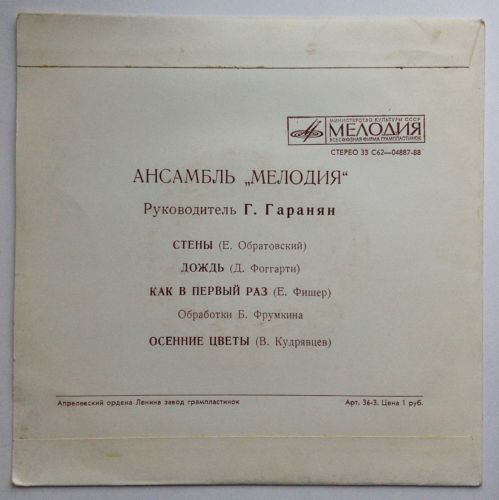 МИНИСТЕРСТВО КУЛЬТУРЫ СССР
МЕЛОДИЯ
ВСЕСОЮЗНАЯ ФИРМА ГРАМПЛАСТИНОК
СТЕРЕО 33 С62—04887-88
АНСАМБЛЬ „МЕЛОДИЯ“
Руководитель Г. Гаранян
СТЕНЫ (Е. Обратовский)
ДОЖДЬ (Д. Фоггарти)
КАК В ПЕРВЫЙ РАЗ (Е. Фишер)
Обработки Б. Фрумкина
ОСЕННИЕ ЦВЕТЫ (В. Кудрявцев)
Апрелевский ордена Ленина завод грампластинок Арт. 36-3. Цена 1 руб.